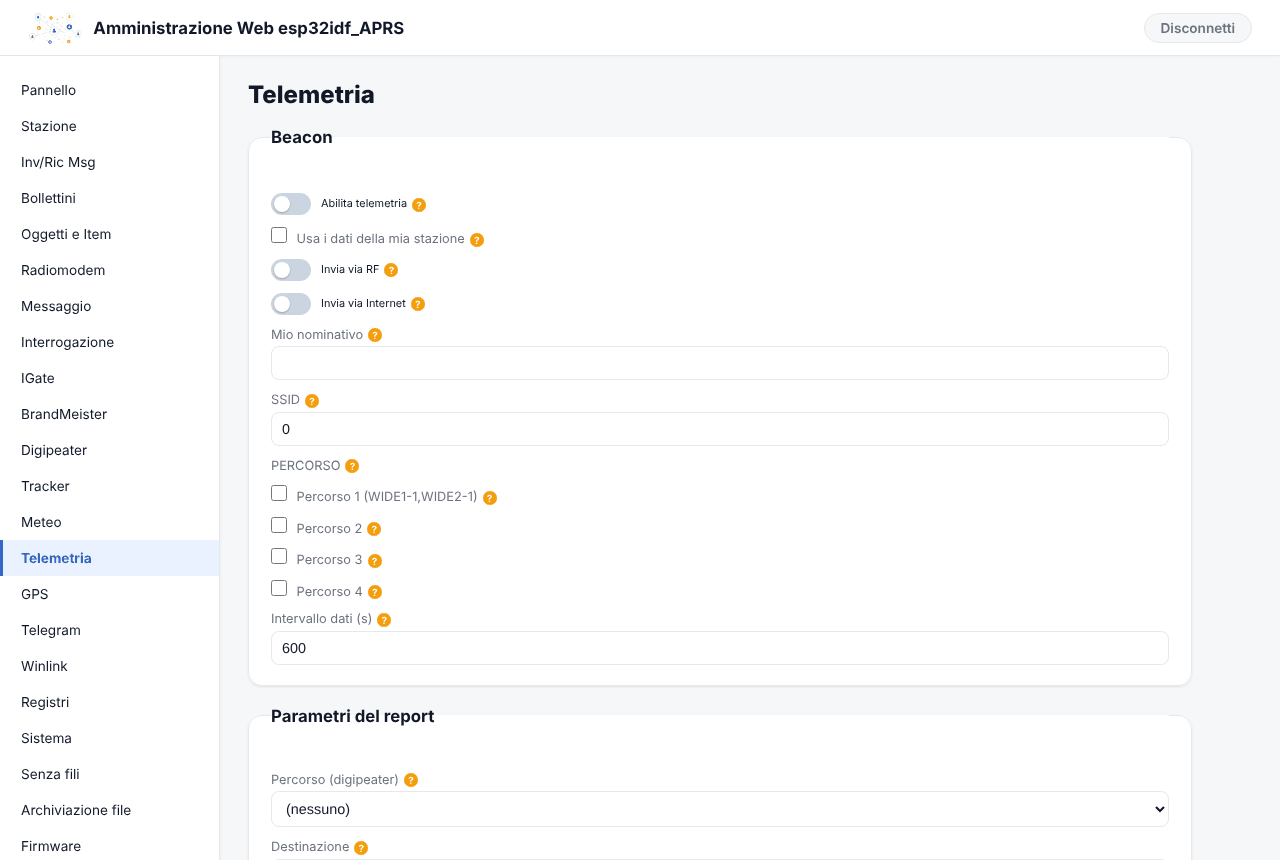 Amministrazione Web esp32idf_APRS
Disconnetti
Pannello
Stazione
Inv/Ric Msg
Bollettini
Oggetti e Item
Radiomodem
Messaggio
Interrogazione
IGate
BrandMeister
Digipeater
Tracker
Meteo
Telemetria
GPS
Telegram
Winlink
Registri
Sistema
Senza fili
Archiviazione file
Firmware
Telemetria
Beacon
Abilita telemetria ?
Usa i dati della mia stazione ?
Invia via RF ?
Invia via Internet ?
Mio nominativo ?
SSID ?
0
PERCORSO ?
Percorso 1 (WIDE1-1,WIDE2-1) ?
Percorso 2 ?
Percorso 3 ?
Percorso 4 ?
Intervallo dati (s) ?
600
Parametri del report
Percorso (digipeater) ?
(nessuno)
Destinazione ?